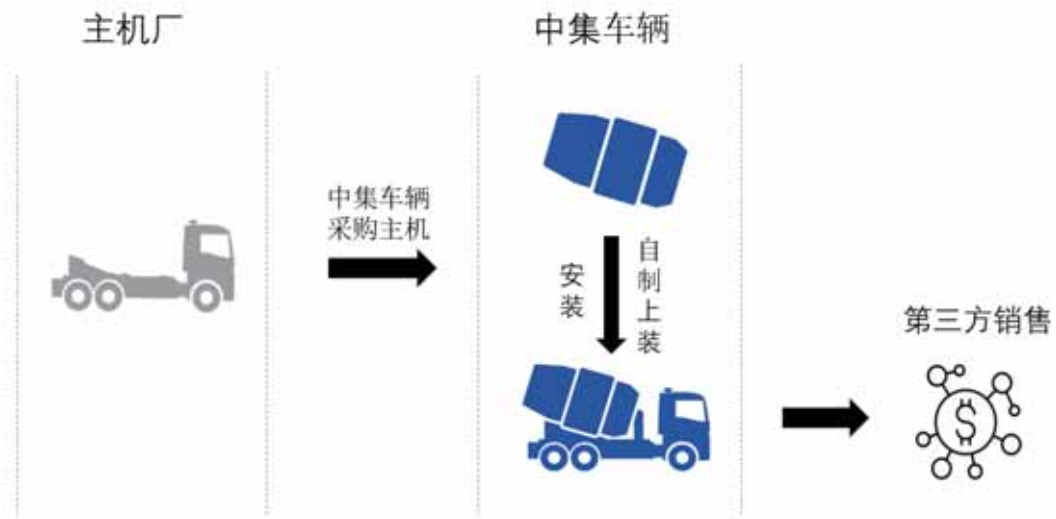 主机厂
中集车辆
中集车辆
采购主机
安装
自制上装
第三方销售
$